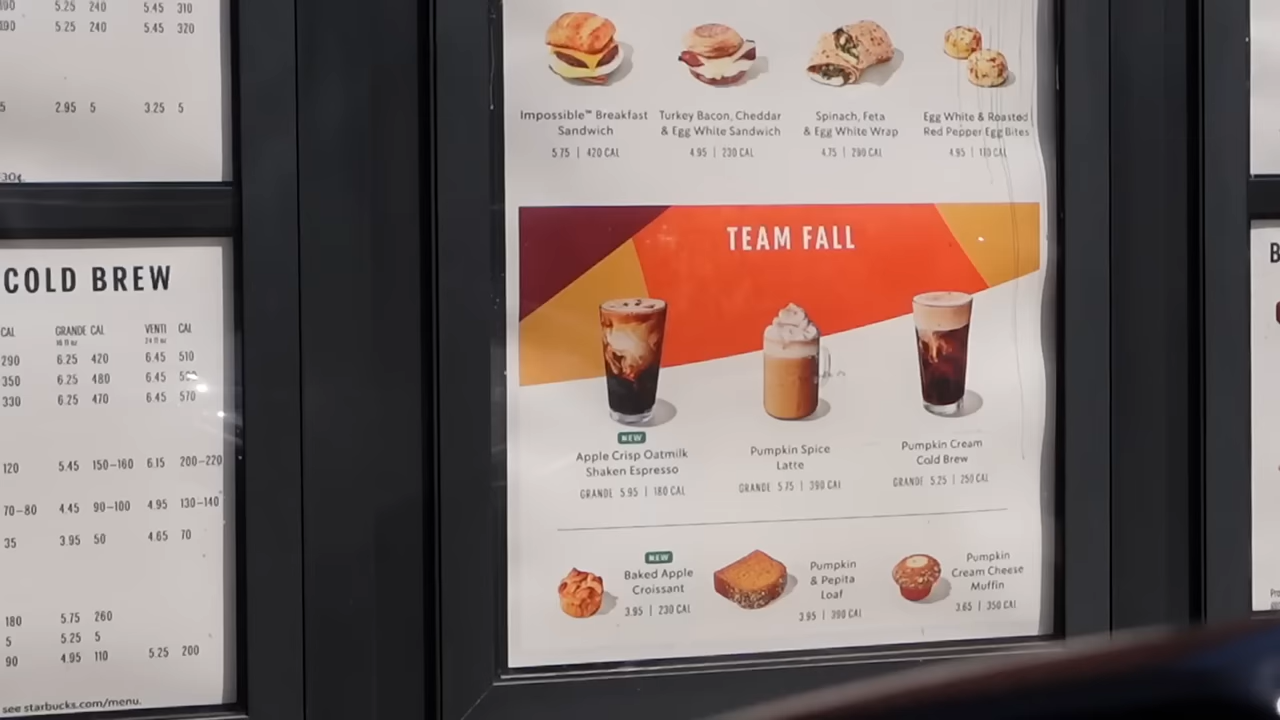 190 5.25 240 5.45 310
190 5.25 240 5.45 320
5 2.95 5 3.25 5
30¢.
COLD BREW
CAL GRANDE CAL VENTI CAL
16 fl oz 24 fl oz
290 6.25 420 6.45 510
350 6.25 480 6.45
330 6.25 470 6.45 570
120 5.45 150–160 6.15 200–220
70–80 4.45 90–100 4.95 130–140
35 3.95 50 4.65 70
180 5.75 260
5 5.25 5
90 4.95 110 5.25 200
see starbucks.com/menu.
Impossible™ Breakfast
Sandwich
5.75 | 420 CAL
Turkey Bacon, Cheddar
& Egg White Sandwich
4.95 | 230 CAL
Spinach, Feta
& Egg White Wrap
4.75 | 290 CAL
Egg White & Roasted
Red Pepper Egg Bites
4.95 | CAL
TEAM FALL
NEW
Apple Crisp Oatmilk
Shaken Espresso
GRANDE 5.95 | 180 CAL
Pumpkin Spice
Latte
GRANDE 5.75 | 390 CAL
Pumpkin Cream
Cold Brew
GRANDE 5.25 | 250 CAL
NEW
Baked Apple
Croissant
3.95 | 230 CAL
Pumpkin
& Pepita
Loaf
3.95 | 390 CAL
Pumpkin
Cream Cheese
Muffin
3.65 | 350 CAL
B